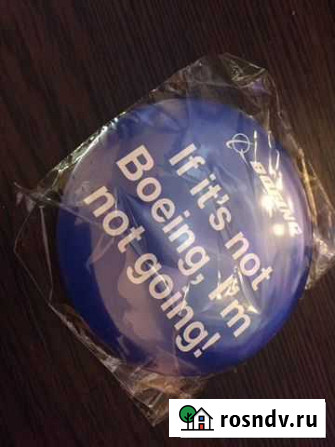 BOEING
If it's not
Boeing, I'm
not going!
rosndv.ru